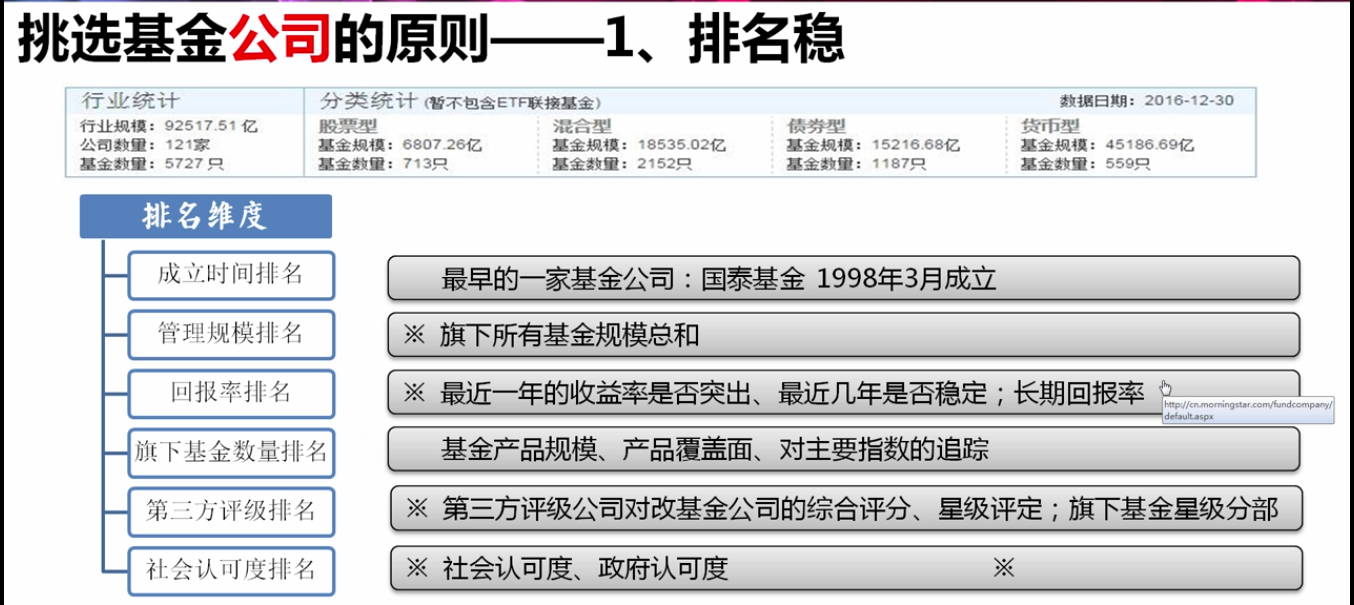 挑选基金公司的原则——1、排名稳
行业统计
行业规模：92517.51 亿
公司数量：121家
基金数量：5727 只
分类统计 (暂不包含ETF联接基金)
数据日期：2016-12-30
股票型
基金规模：6807.26亿
基金数量：713只
混合型
基金规模：18535.02亿
基金数量：2152只
债券型
基金规模：15216.68亿
基金数量：1187只
货币型
基金规模：45186.69亿
基金数量：559只
排名维度
成立时间排名
最早的一家基金公司：国泰基金 1998年3月成立
管理规模排名
※ 旗下所有基金规模总和
回报率排名
※ 最近一年的收益率是否突出、最近几年是否稳定；长期回报率
http://cn.morningstar.com/fundcompany/
default.aspx
旗下基金数量排名
基金产品规模、产品覆盖面、对主要指数的追踪
第三方评级排名
※ 第三方评级公司对改基金公司的综合评分、星级评定；旗下基金星级分部
社会认可度排名
※ 社会认可度、政府认可度 ※